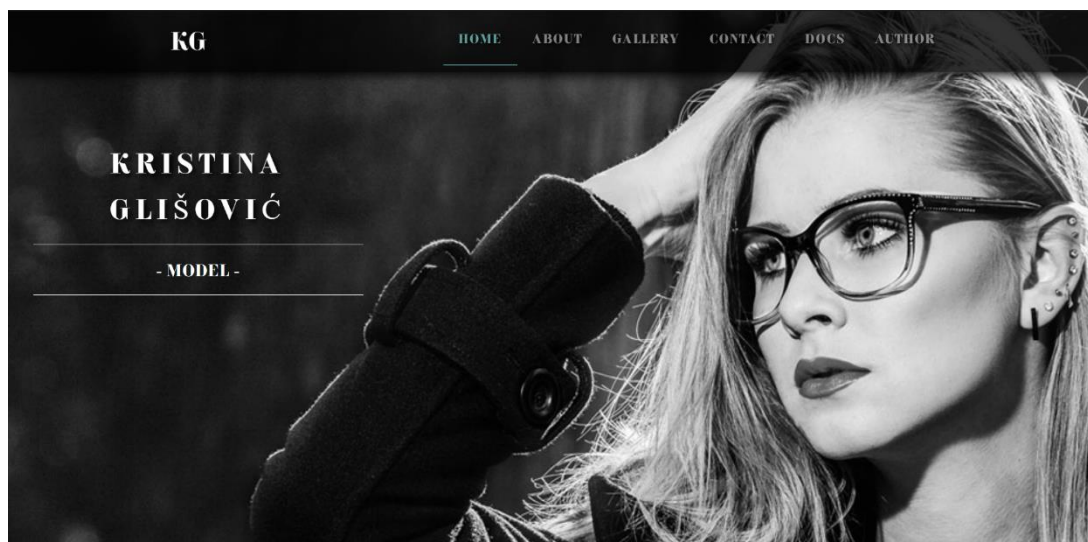 KG
HOME ABOUT GALLERY CONTACT DOCS AUTHOR
KRISTINA
GLIŠOVIĆ
- MODEL -